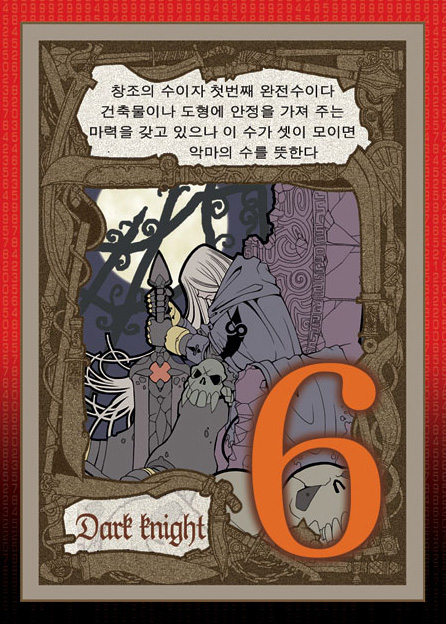 창조의 수이자 첫번째 완전수이다
건축물이나 도형에 안정을 가져 주는
마력을 갖고 있으나 이 수가 셋이 모이면
악마의 수를 뜻한다
Dark knight
6